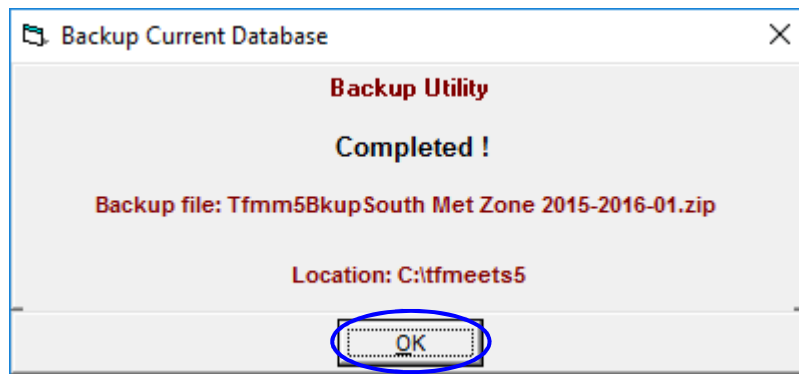 Backup Current Database
Backup Utility
Completed !
Backup file: Tfmm5BkupSouth Met Zone 2015-2016-01.zip
Location: C:\tfmeets5
OK